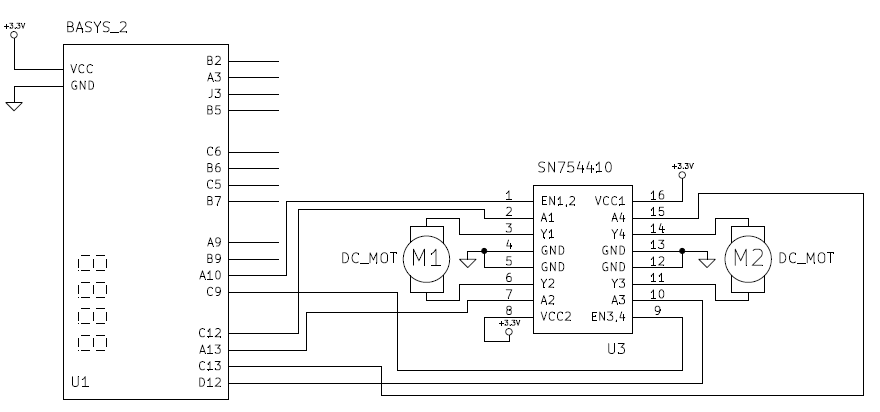 +3.3V
BASYS_2
VCC
GND
B2
A3
J3
B5
C6
B6
C5
B7
A9
B9
A10
C9
C12
A13
C13
D12
U1
SN754410
+3.3V
1 EN1,2 VCC1 16
2 A1 A4 15
3 Y1 Y4 14
4 GND GND 13
5 GND GND 12
6 Y2 Y3 11
7 A2 A3 10
8 VCC2 EN3,4 9
+3.3V
DC_MOT M1
M2 DC_MOT
U3